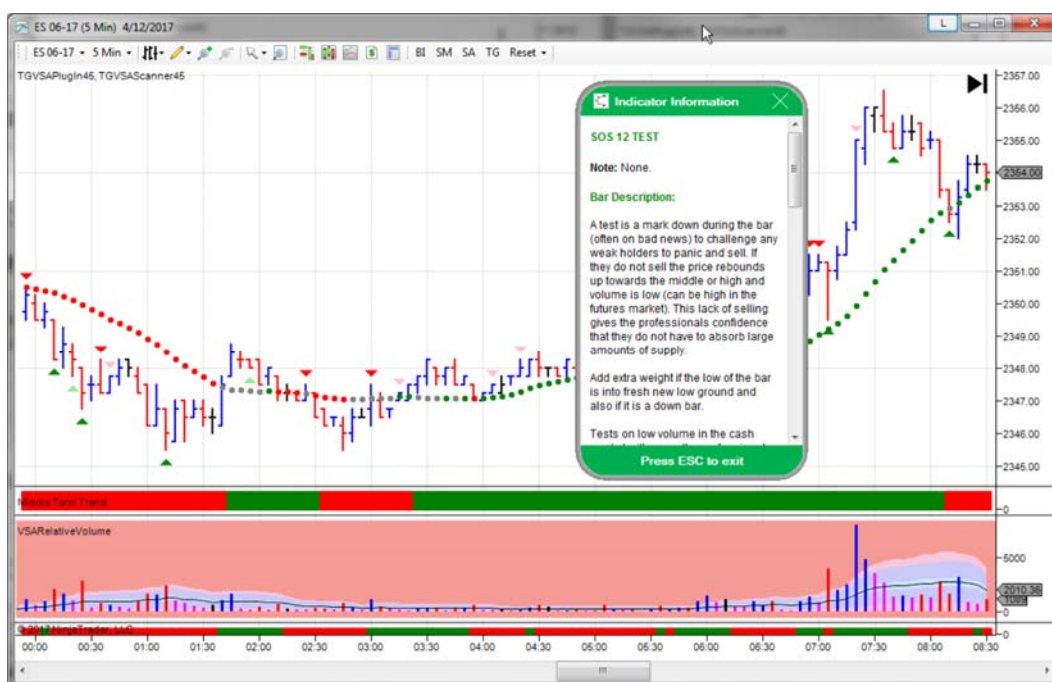 ES 06-17 (5 Min) 4/12/2017
L
ES 06-17 5 Min BI SM SA TG Reset
TGVSAPlugIn45, TGVSAScanner45
Indicator Information
SOS 12 TEST
Note: None.
Bar Description:
A test is a mark down during the bar
(often on bad news) to challenge any
weak holders to panic and sell. If
they do not sell the price rebounds
up towards the middle or high and
volume is low (can be high in the
futures market). This lack of selling
gives the professionals confidence
that they do not have to absorb large
amounts of supply.
Add extra weight if the low of the bar
is into fresh new low ground and
also if it is a down bar.
Tests on low volume in the cash
Press ESC to exit
2357.00
2356.00
2355.00
2354.00
2353.00
2352.00
2351.00
2350.00
2349.00
2348.00
2347.00
2346.00
2345.00
Middle Term Trend
0
VSARelativeVolume
5000
2010.36
0
© 2017 NinjaTrader, LLC
0
00:00 00:30 01:00 01:30 02:00 02:30 03:00 03:30 04:00 04:30 05:00 05:30 06:00 06:30 07:00 07:30 08:00 08:30